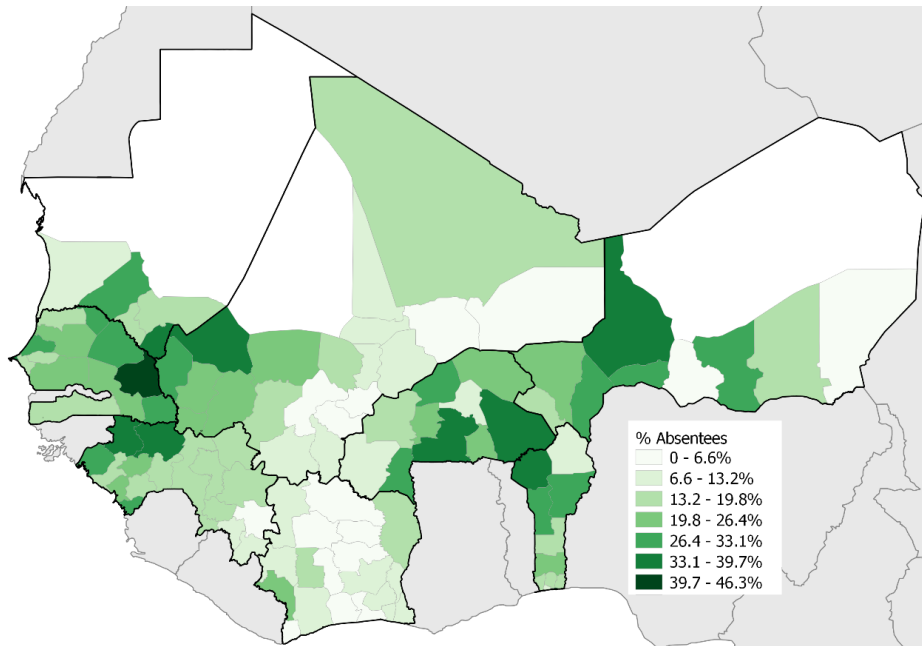 % Absentees
0 - 6.6%
6.6 - 13.2%
13.2 - 19.8%
19.8 - 26.4%
26.4 - 33.1%
33.1 - 39.7%
39.7 - 46.3%